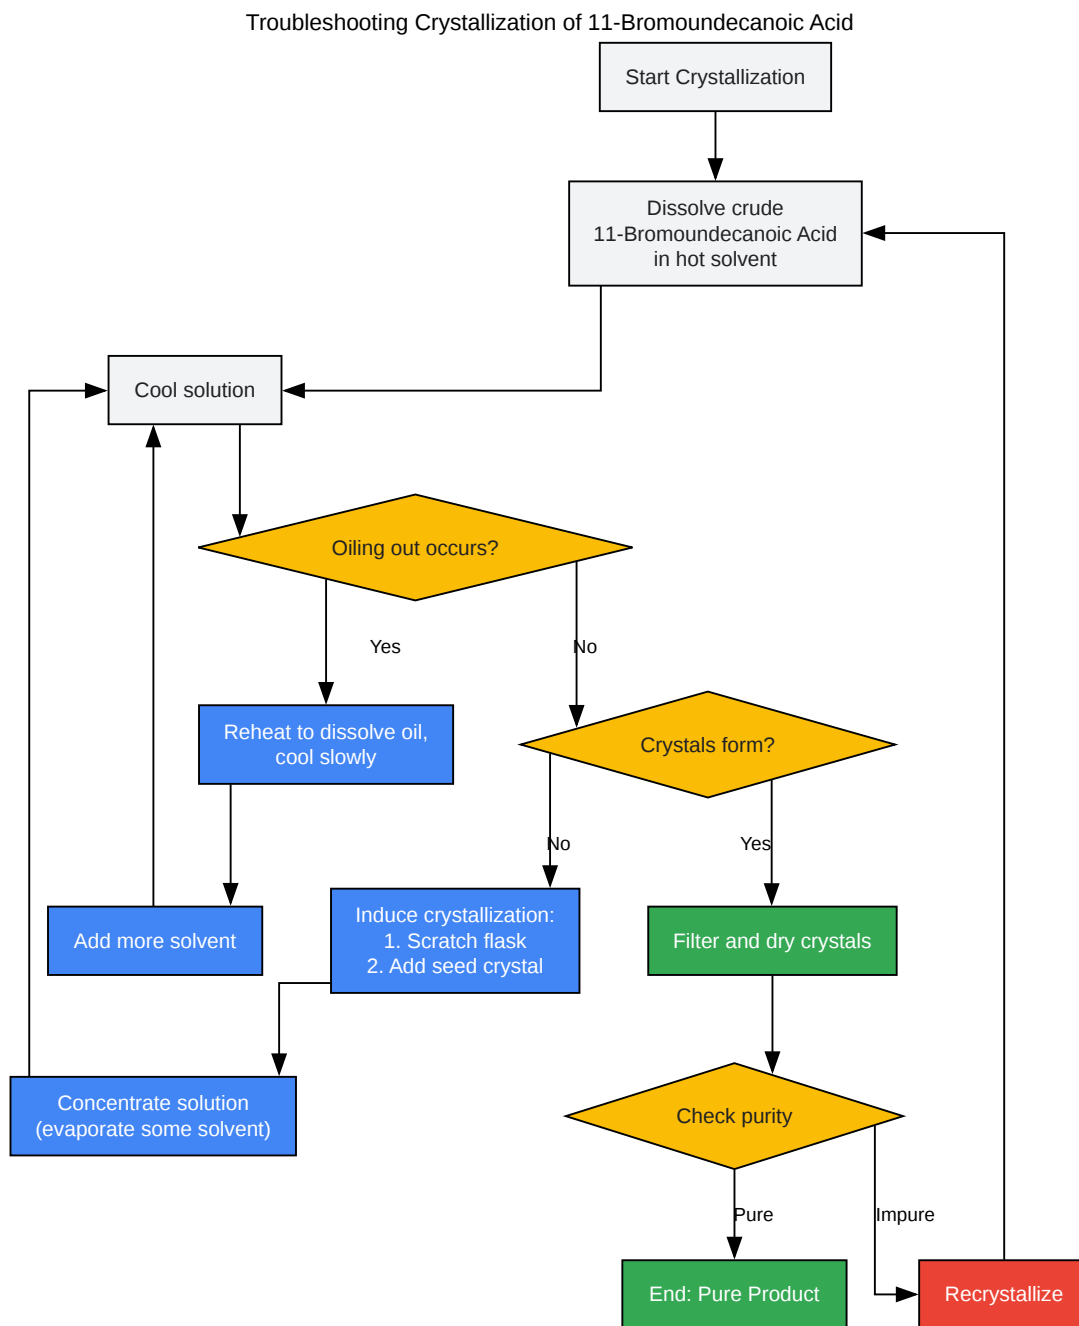 Troubleshooting Crystallization of 11-Bromoundecanoic Acid
Start Crystallization
Dissolve crude
11-Bromoundecanoic Acid
in hot solvent
Cool solution
Oiling out occurs?
Yes
No
Reheat to dissolve oil,
cool slowly
Crystals form?
No
Yes
Add more solvent
Induce crystallization:
1. Scratch flask
2. Add seed crystal
Filter and dry crystals
Concentrate solution
(evaporate some solvent)
Check purity
Pure
Impure
End: Pure Product
Recrystallize